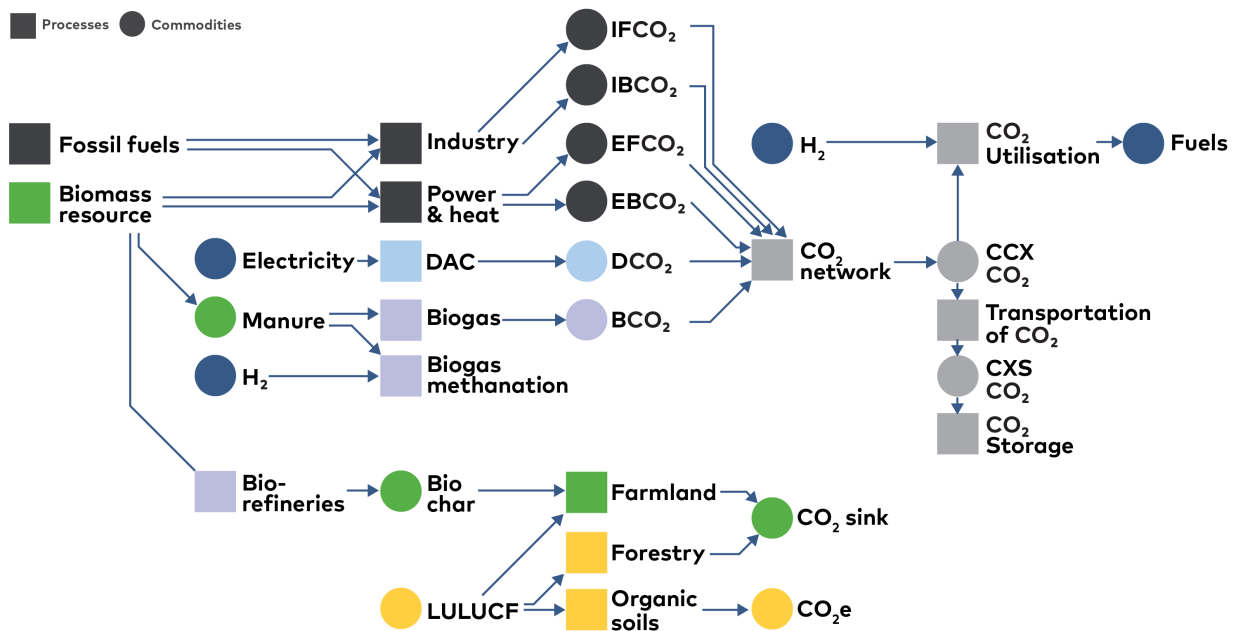 Processes
Commodities
IFCO₂
IBCO₂
Fossil fuels
Industry
EFCO₂
H₂
CO₂
Utilisation
Fuels
Biomass
resource
Power
& heat
EBCO₂
Electricity
DAC
DCO₂
CO₂
network
CCX
CO₂
Manure
Biogas
BCO₂
Transportation
of CO₂
H₂
Biogas
methanation
CXS
CO₂
CO₂
Storage
Bio-
refineries
Bio
char
Farmland
CO₂ sink
Forestry
LULUCF
Organic
soils
CO₂e